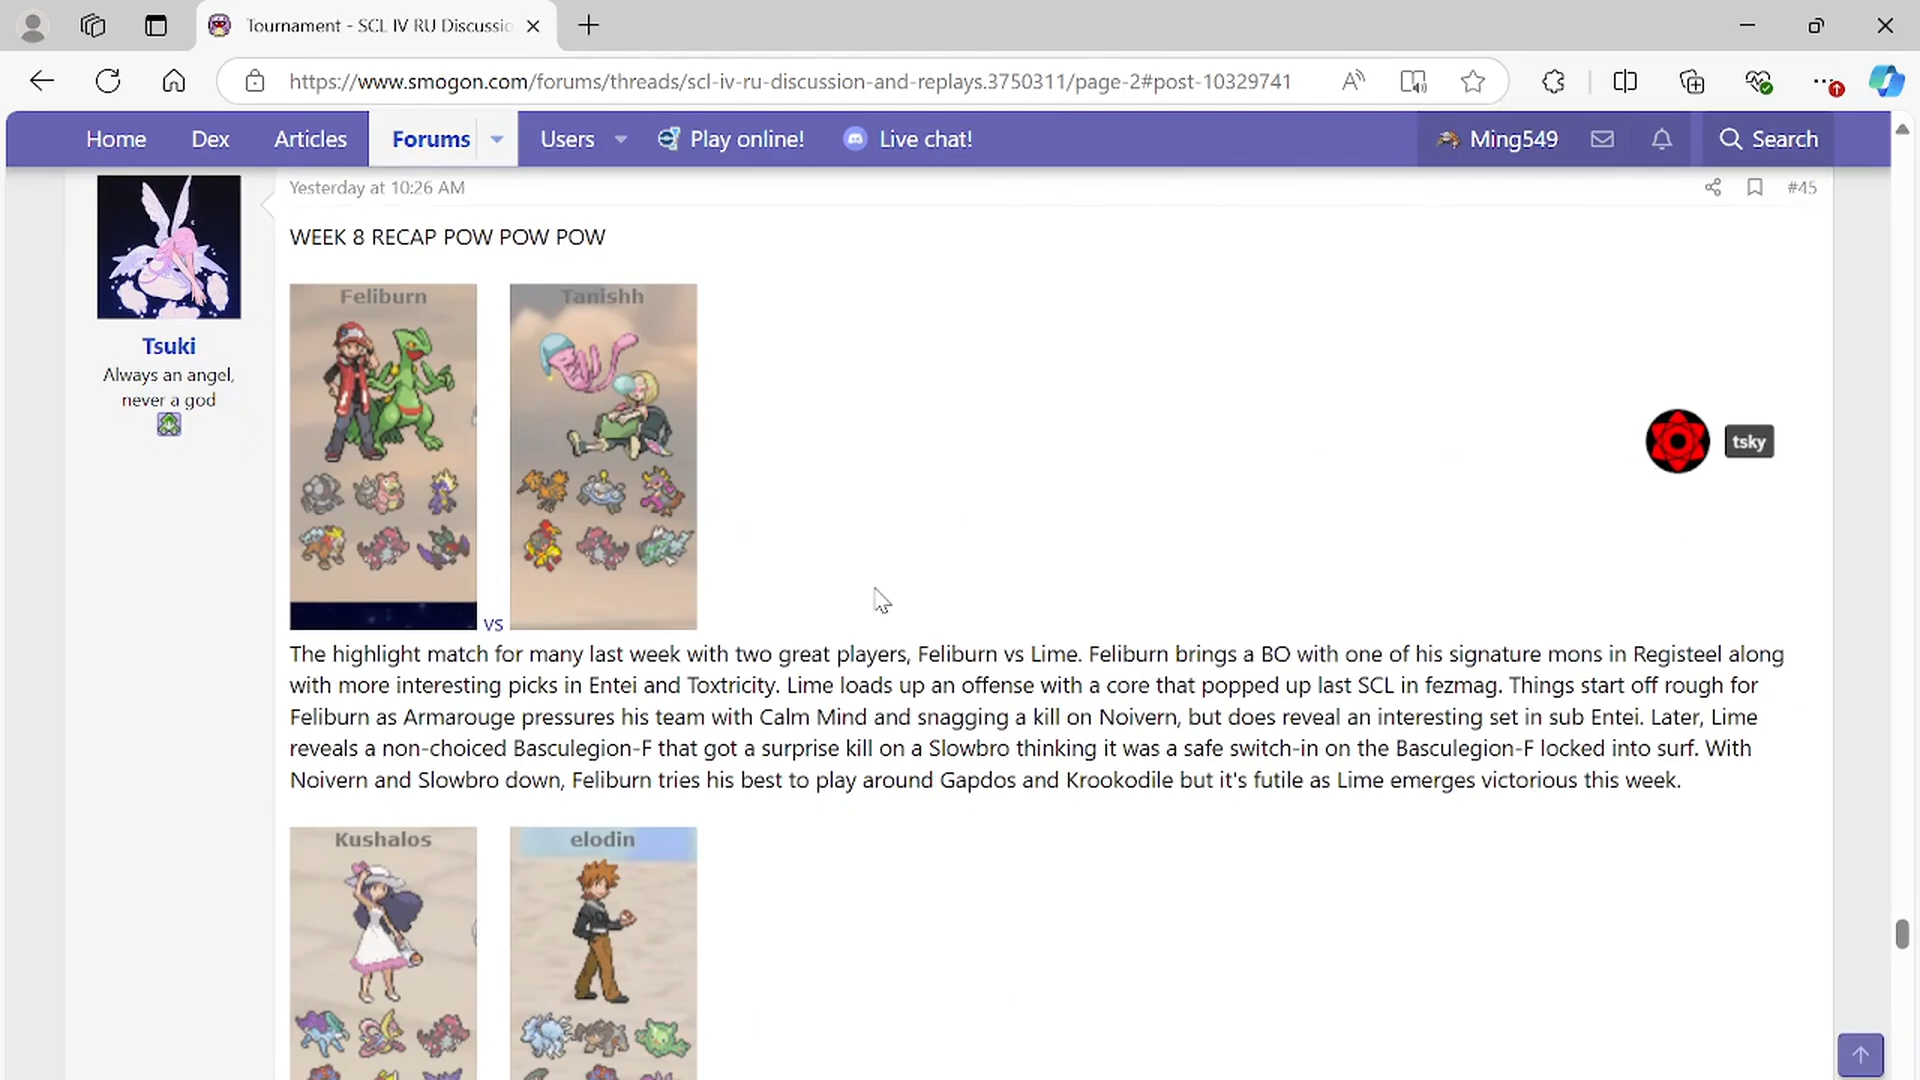 Tournament - SCL IV RU Discussio
https://www.smogon.com/forums/threads/scl-iv-ru-discussion-and-replays.3750311/page-2#post-10329741
Home Dex Articles Forums Users Play online! Live chat! Ming549 Search
Yesterday at 10:26 AM #45
WEEK 8 RECAP POW POW POW
Tsuki
Always an angel,
never a god
Feliburn Tanishh
tsky
vs
The highlight match for many last week with two great players, Feliburn vs Lime. Feliburn brings a BO with one of his signature mons in Registeel along
with more interesting picks in Entei and Toxtricity. Lime loads up an offense with a core that popped up last SCL in fezmag. Things start off rough for
Feliburn as Armarouge pressures his team with Calm Mind and snagging a kill on Noivern, but does reveal an interesting set in sub Entei. Later, Lime
reveals a non-choiced Basculegion-F that got a surprise kill on a Slowbro thinking it was a safe switch-in on the Basculegion-F locked into surf. With
Noivern and Slowbro down, Feliburn tries his best to play around Gapdos and Krookodile but it's futile as Lime emerges victorious this week.
Kushalos elodin